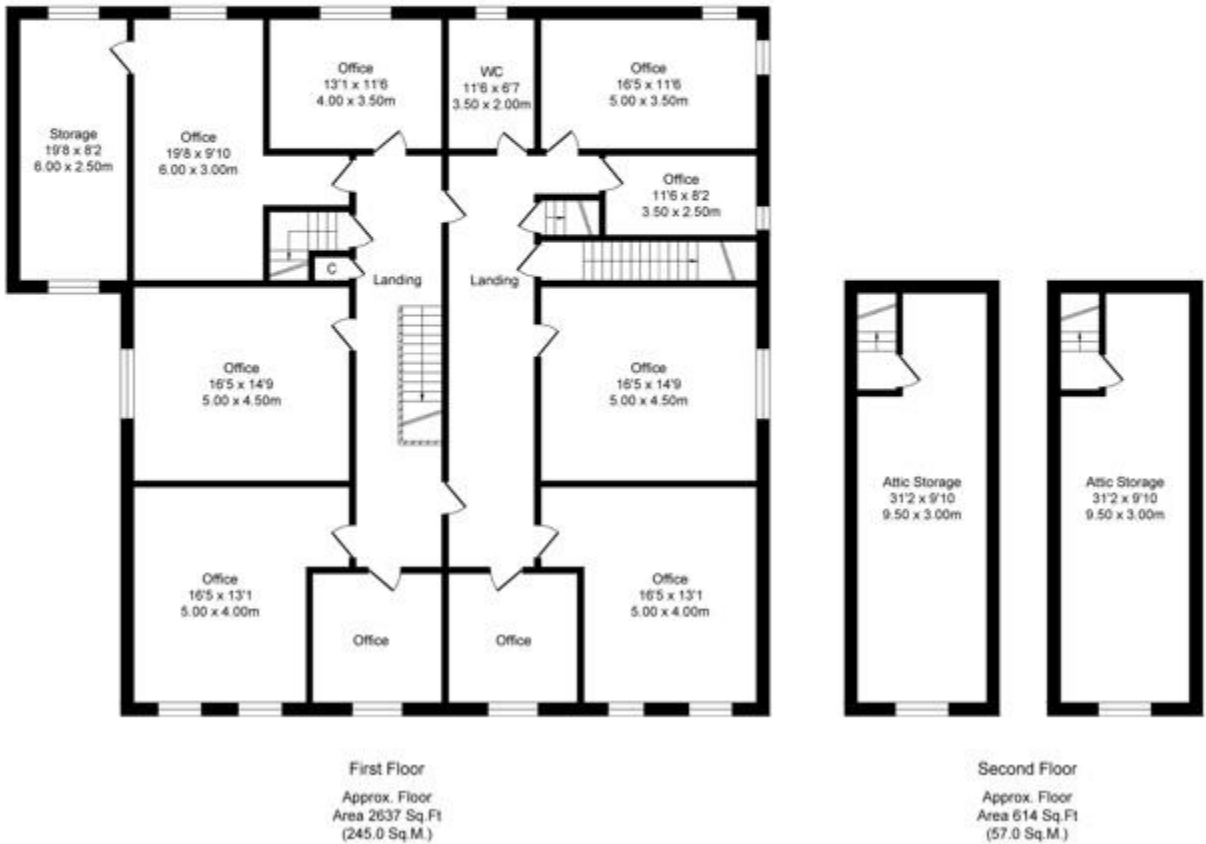 Office
13'1 x 11'6
4.00 x 3.50m
WC
11'6 x 6'7
3.50 x 2.00m
Office
16'5 x 11'6
5.00 x 3.50m
Storage
19'8 x 8'2
6.00 x 2.50m
Office
19'8 x 9'10
6.00 x 3.00m
Office
11'6 x 8'2
3.50 x 2.50m
C
Landing
Landing
Office
16'5 x 14'9
5.00 x 4.50m
Office
16'5 x 14'9
5.00 x 4.50m
Attic Storage
31'2 x 9'10
9.50 x 3.00m
Attic Storage
31'2 x 9'10
9.50 x 3.00m
Office
16'5 x 13'1
5.00 x 4.00m
Office
Office
Office
16'5 x 13'1
5.00 x 4.00m
First Floor
Approx. Floor
Area 2637 Sq.Ft
(245.0 Sq.M.)
Second Floor
Approx. Floor
Area 614 Sq.Ft
(57.0 Sq.M.)